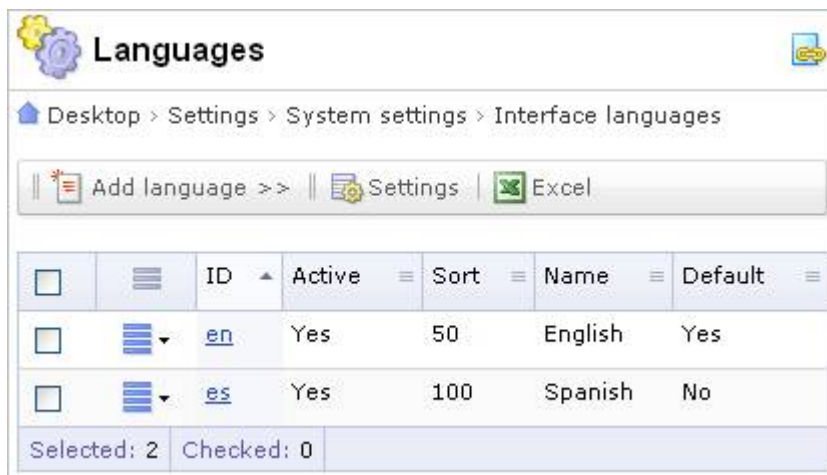 Languages
Desktop > Settings > System settings > Interface languages
Add language >> Settings Excel
ID Active Sort Name Default
en Yes 50 English Yes
es Yes 100 Spanish No
Selected: 2 Checked: 0